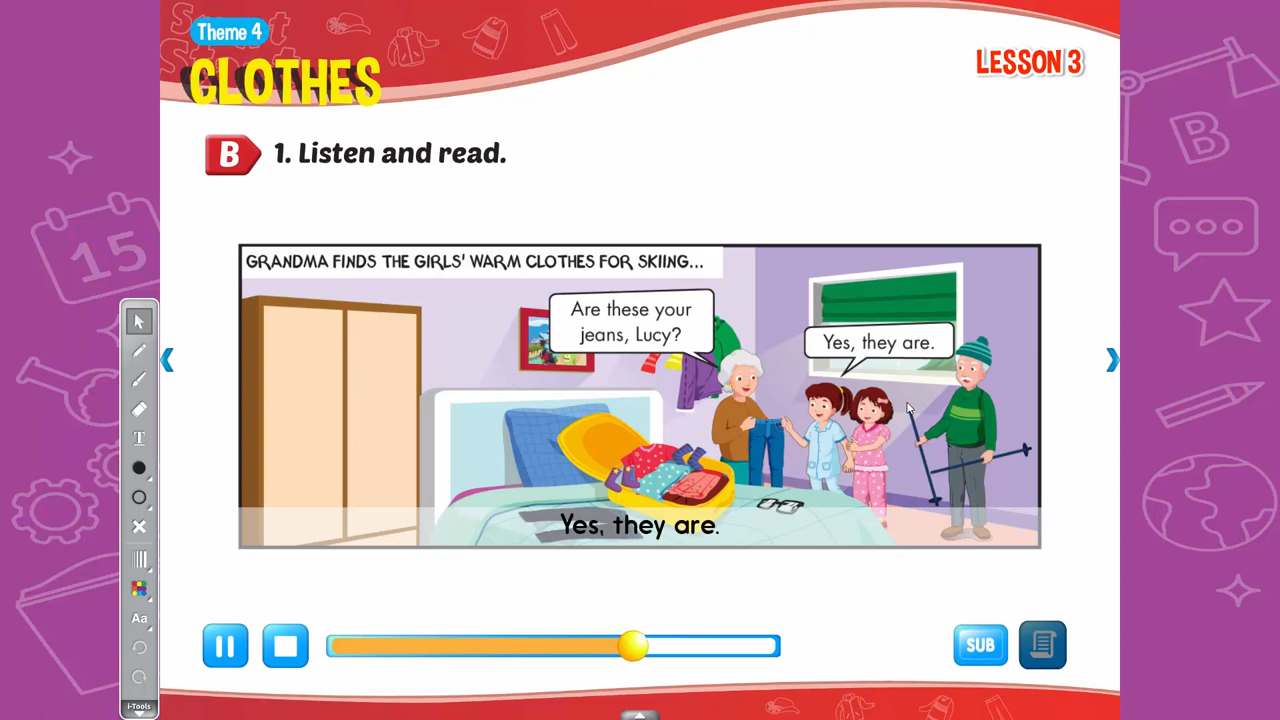 Theme 4
CLOTHES
LESSON 3
B 1. Listen and read.
GRANDMA FINDS THE GIRLS' WARM CLOTHES FOR SKIING...
Are these your
jeans, Lucy?
Yes, they are.
Yes, they are.
SUB
T
Aa
i-Tools
15
B